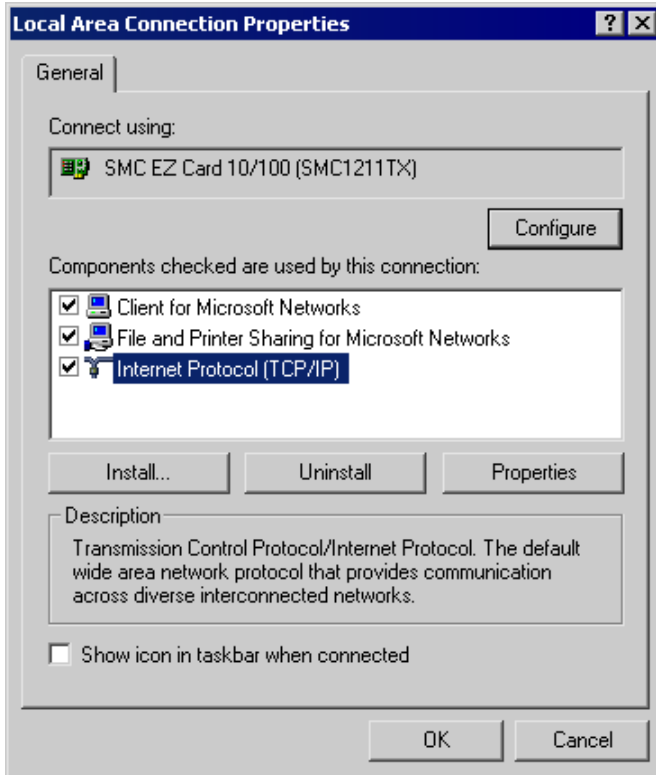 Local Area Connection Properties
General
Connect using:
SMC EZ Card 10/100 (SMC1211TX)
Configure
Components checked are used by this connection:
Client for Microsoft Networks
File and Printer Sharing for Microsoft Networks
Internet Protocol (TCP/IP)
Install... Uninstall Properties
Description
Transmission Control Protocol/Internet Protocol. The default
wide area network protocol that provides communication
across diverse interconnected networks.
Show icon in taskbar when connected
OK Cancel